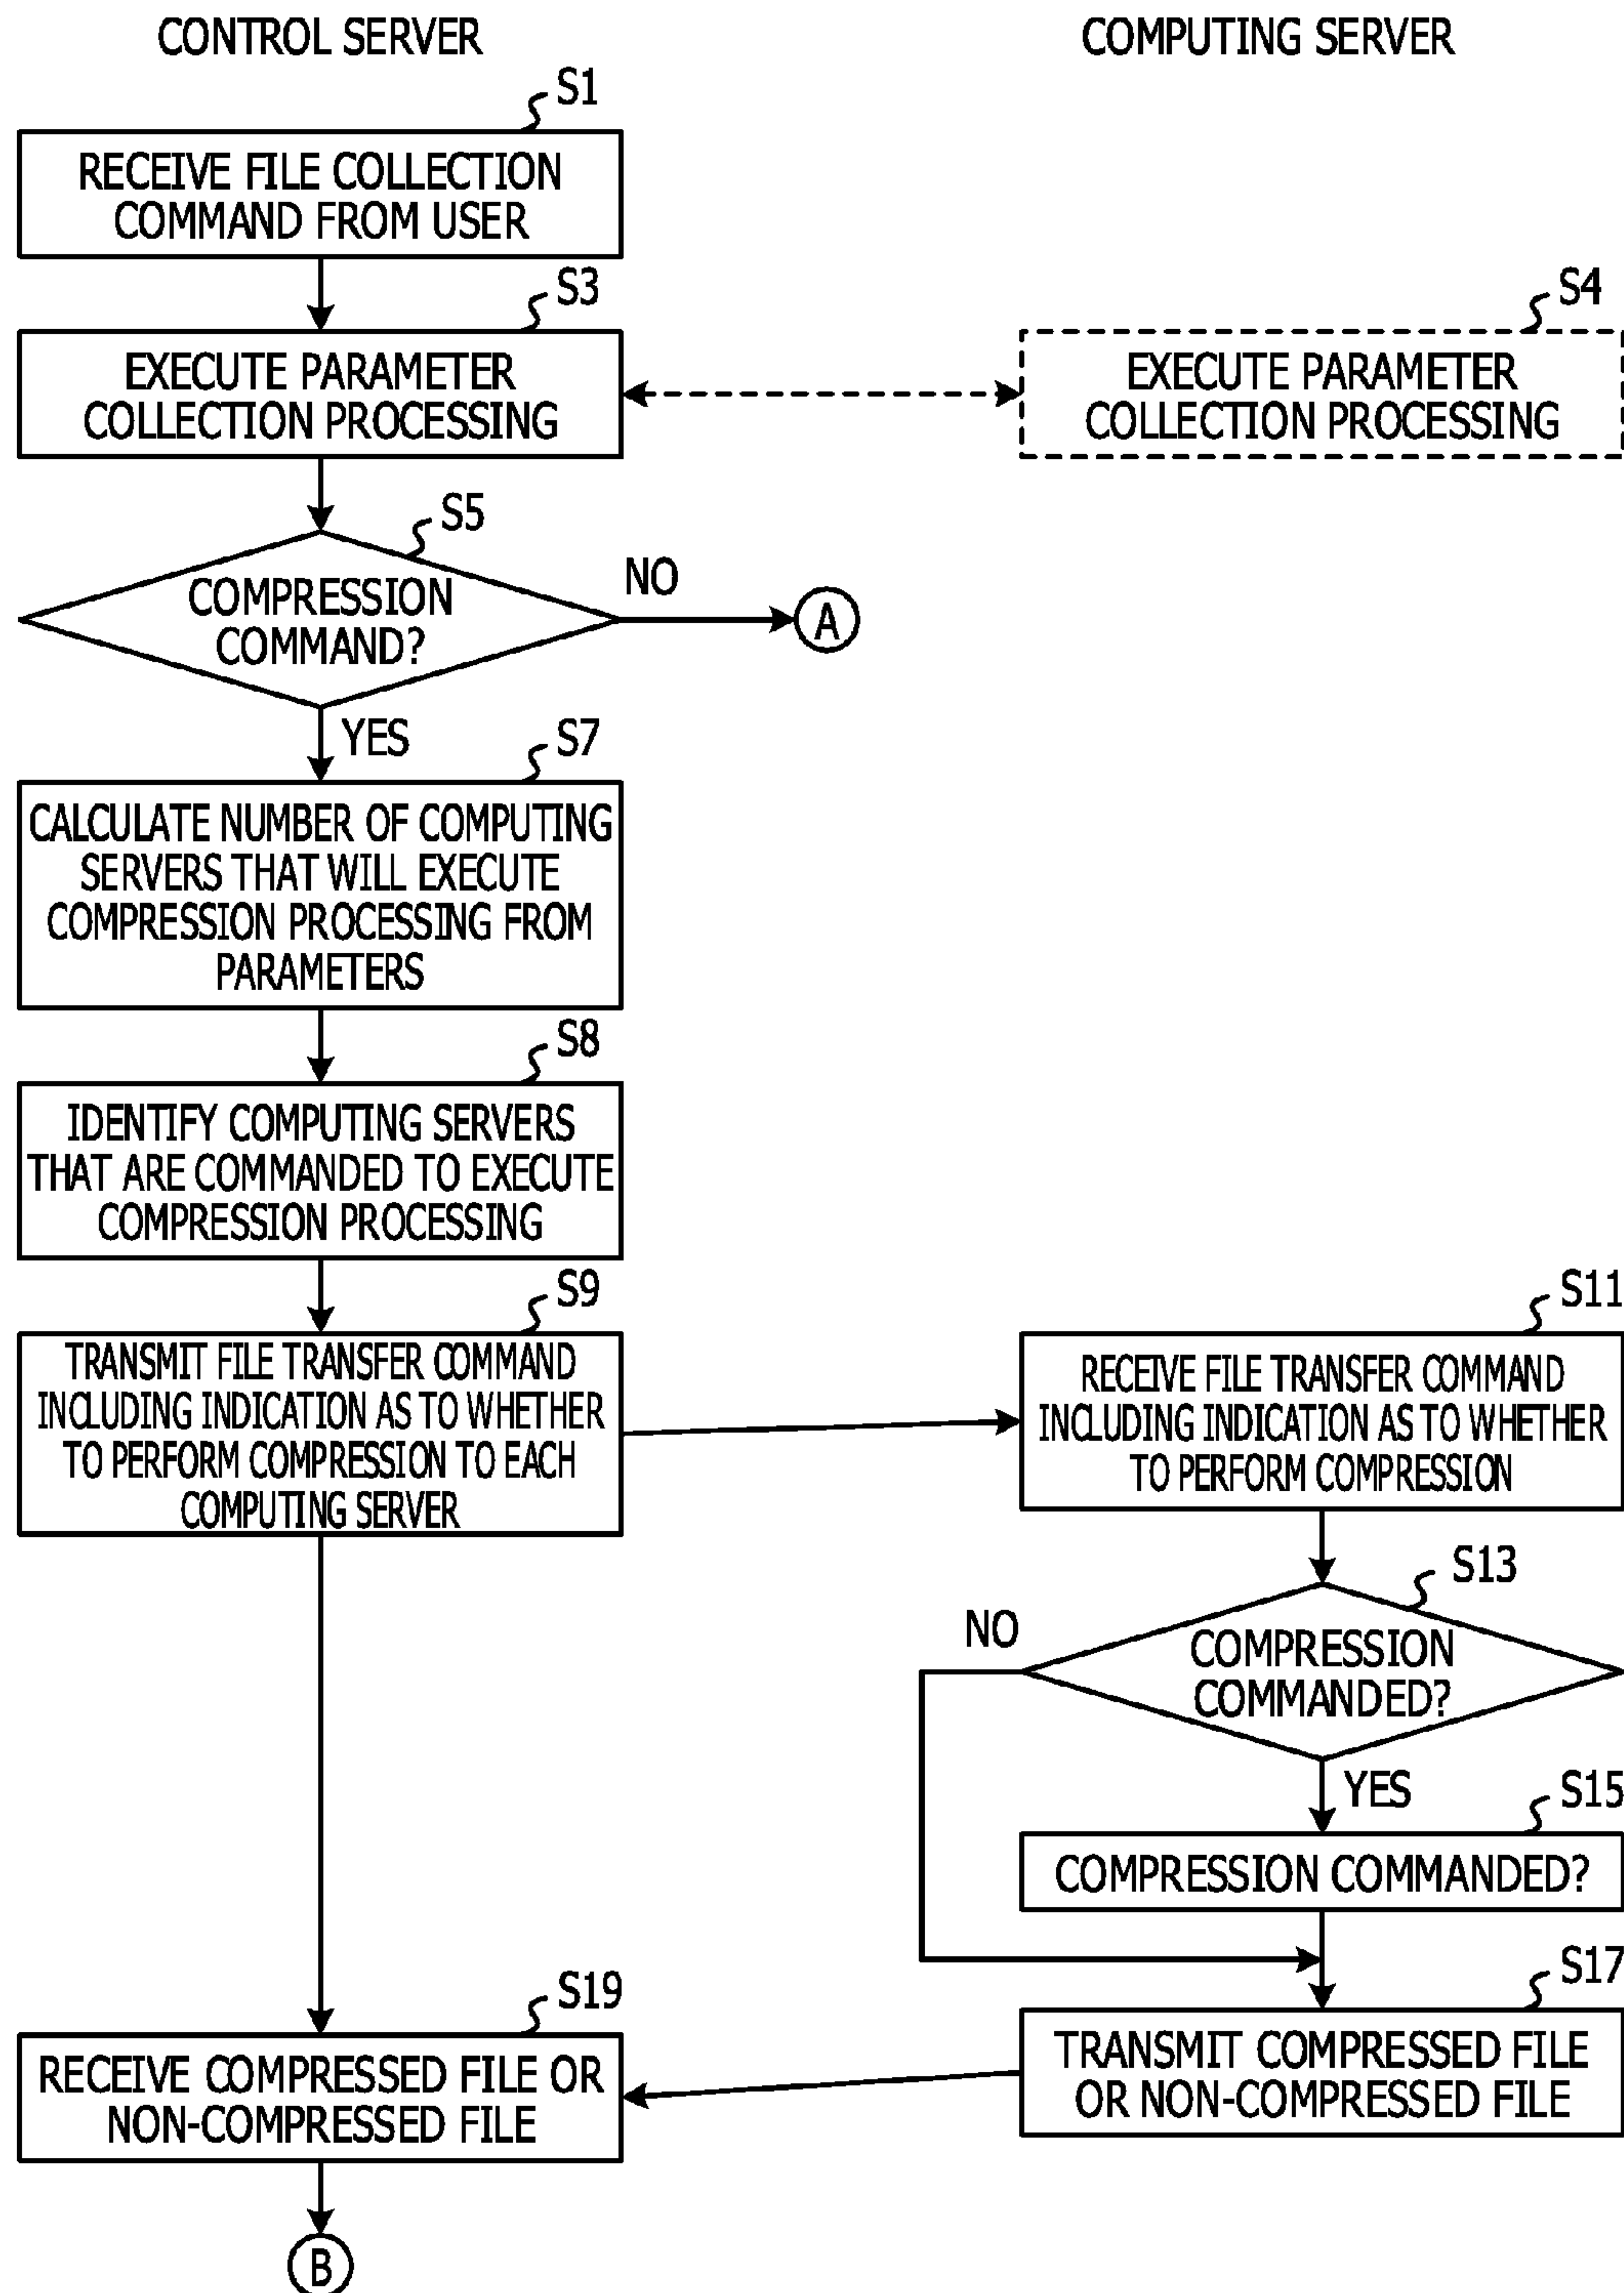 CONTROL SERVER
COMPUTING SERVER
S1
RECEIVE FILE COLLECTION
COMMAND FROM USER
S3
EXECUTE PARAMETER
COLLECTION PROCESSING
S4
EXECUTE PARAMETER
COLLECTION PROCESSING
S5
COMPRESSION
COMMAND?
NO
A
YES
S7
CALCULATE NUMBER OF COMPUTING
SERVERS THAT WILL EXECUTE
COMPRESSION PROCESSING FROM
PARAMETERS
S8
IDENTIFY COMPUTING SERVERS
THAT ARE COMMANDED TO EXECUTE
COMPRESSION PROCESSING
S9
TRANSMIT FILE TRANSFER COMMAND
INCLUDING INDICATION AS TO WHETHER
TO PERFORM COMPRESSION TO EACH
COMPUTING SERVER
S11
RECEIVE FILE TRANSFER COMMAND
INCLUDING INDICATION AS TO WHETHER
TO PERFORM COMPRESSION
S13
COMPRESSION
COMMANDED?
NO
YES
S15
COMPRESSION COMMANDED?
S17
TRANSMIT COMPRESSED FILE
OR NON-COMPRESSED FILE
S19
RECEIVE COMPRESSED FILE OR
NON-COMPRESSED FILE
B